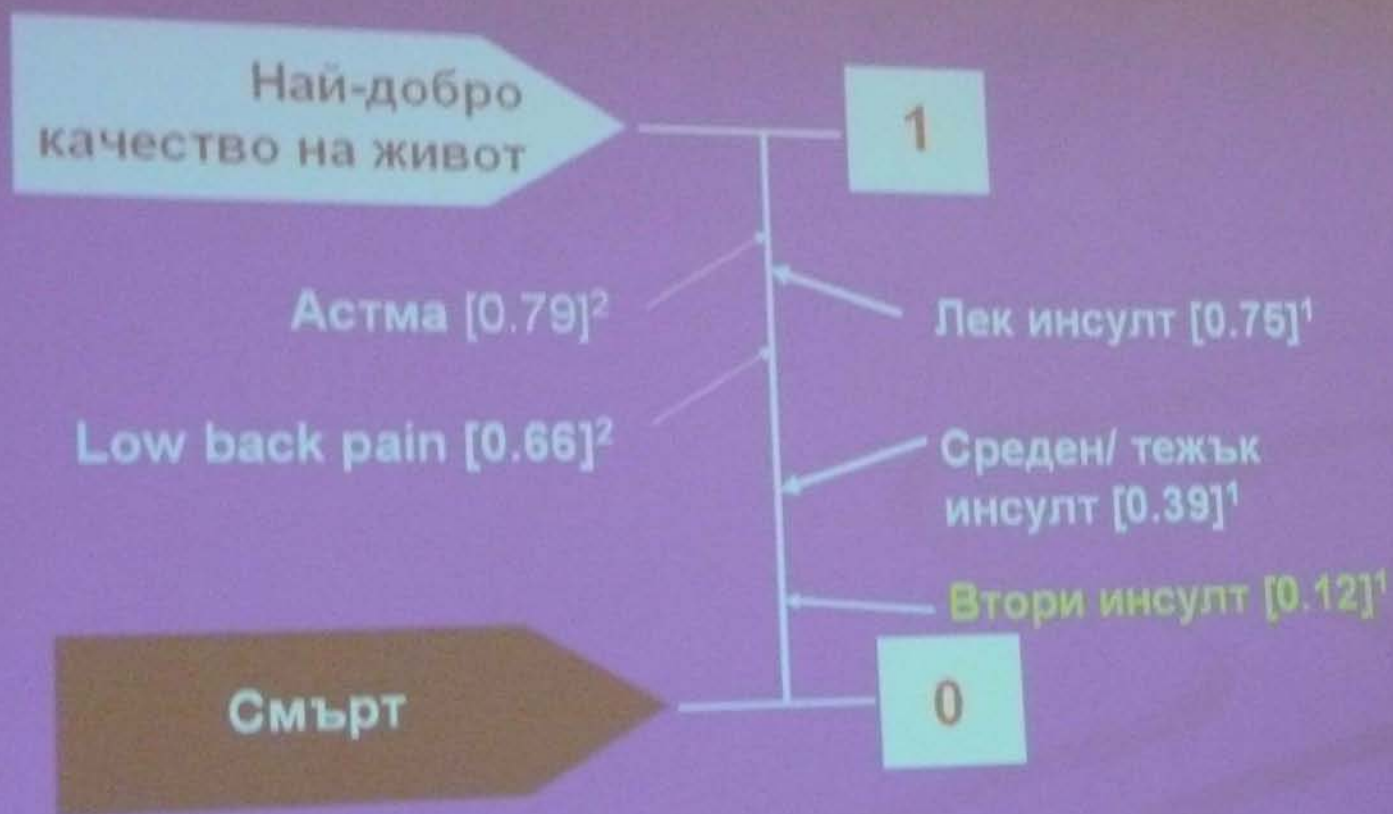 Най-добро
качество на живот
1
Астма [0.79]²
Лек инсулт [0.75]¹
Low back pain [0.66]²
Среден/ тежък
инсулт [0.39]¹
Втори инсулт [0.12]¹
Смърт
0